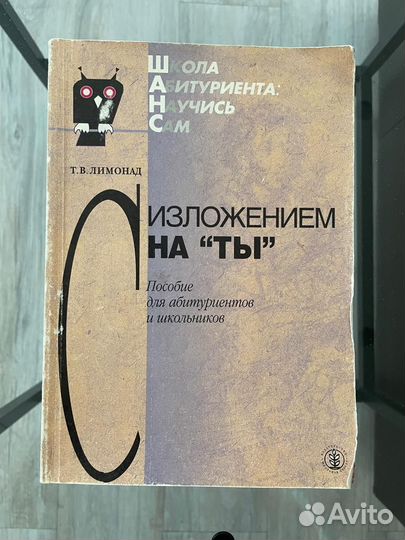 ШКОЛА
АБИТУРИЕНТА:
НАУЧИСЬ
САМ
Т.В.ЛИМОНАД
С ИЗЛОЖЕНИЕМ
НА "ТЫ"
Пособие
для абитуриентов
и школьников
Avito